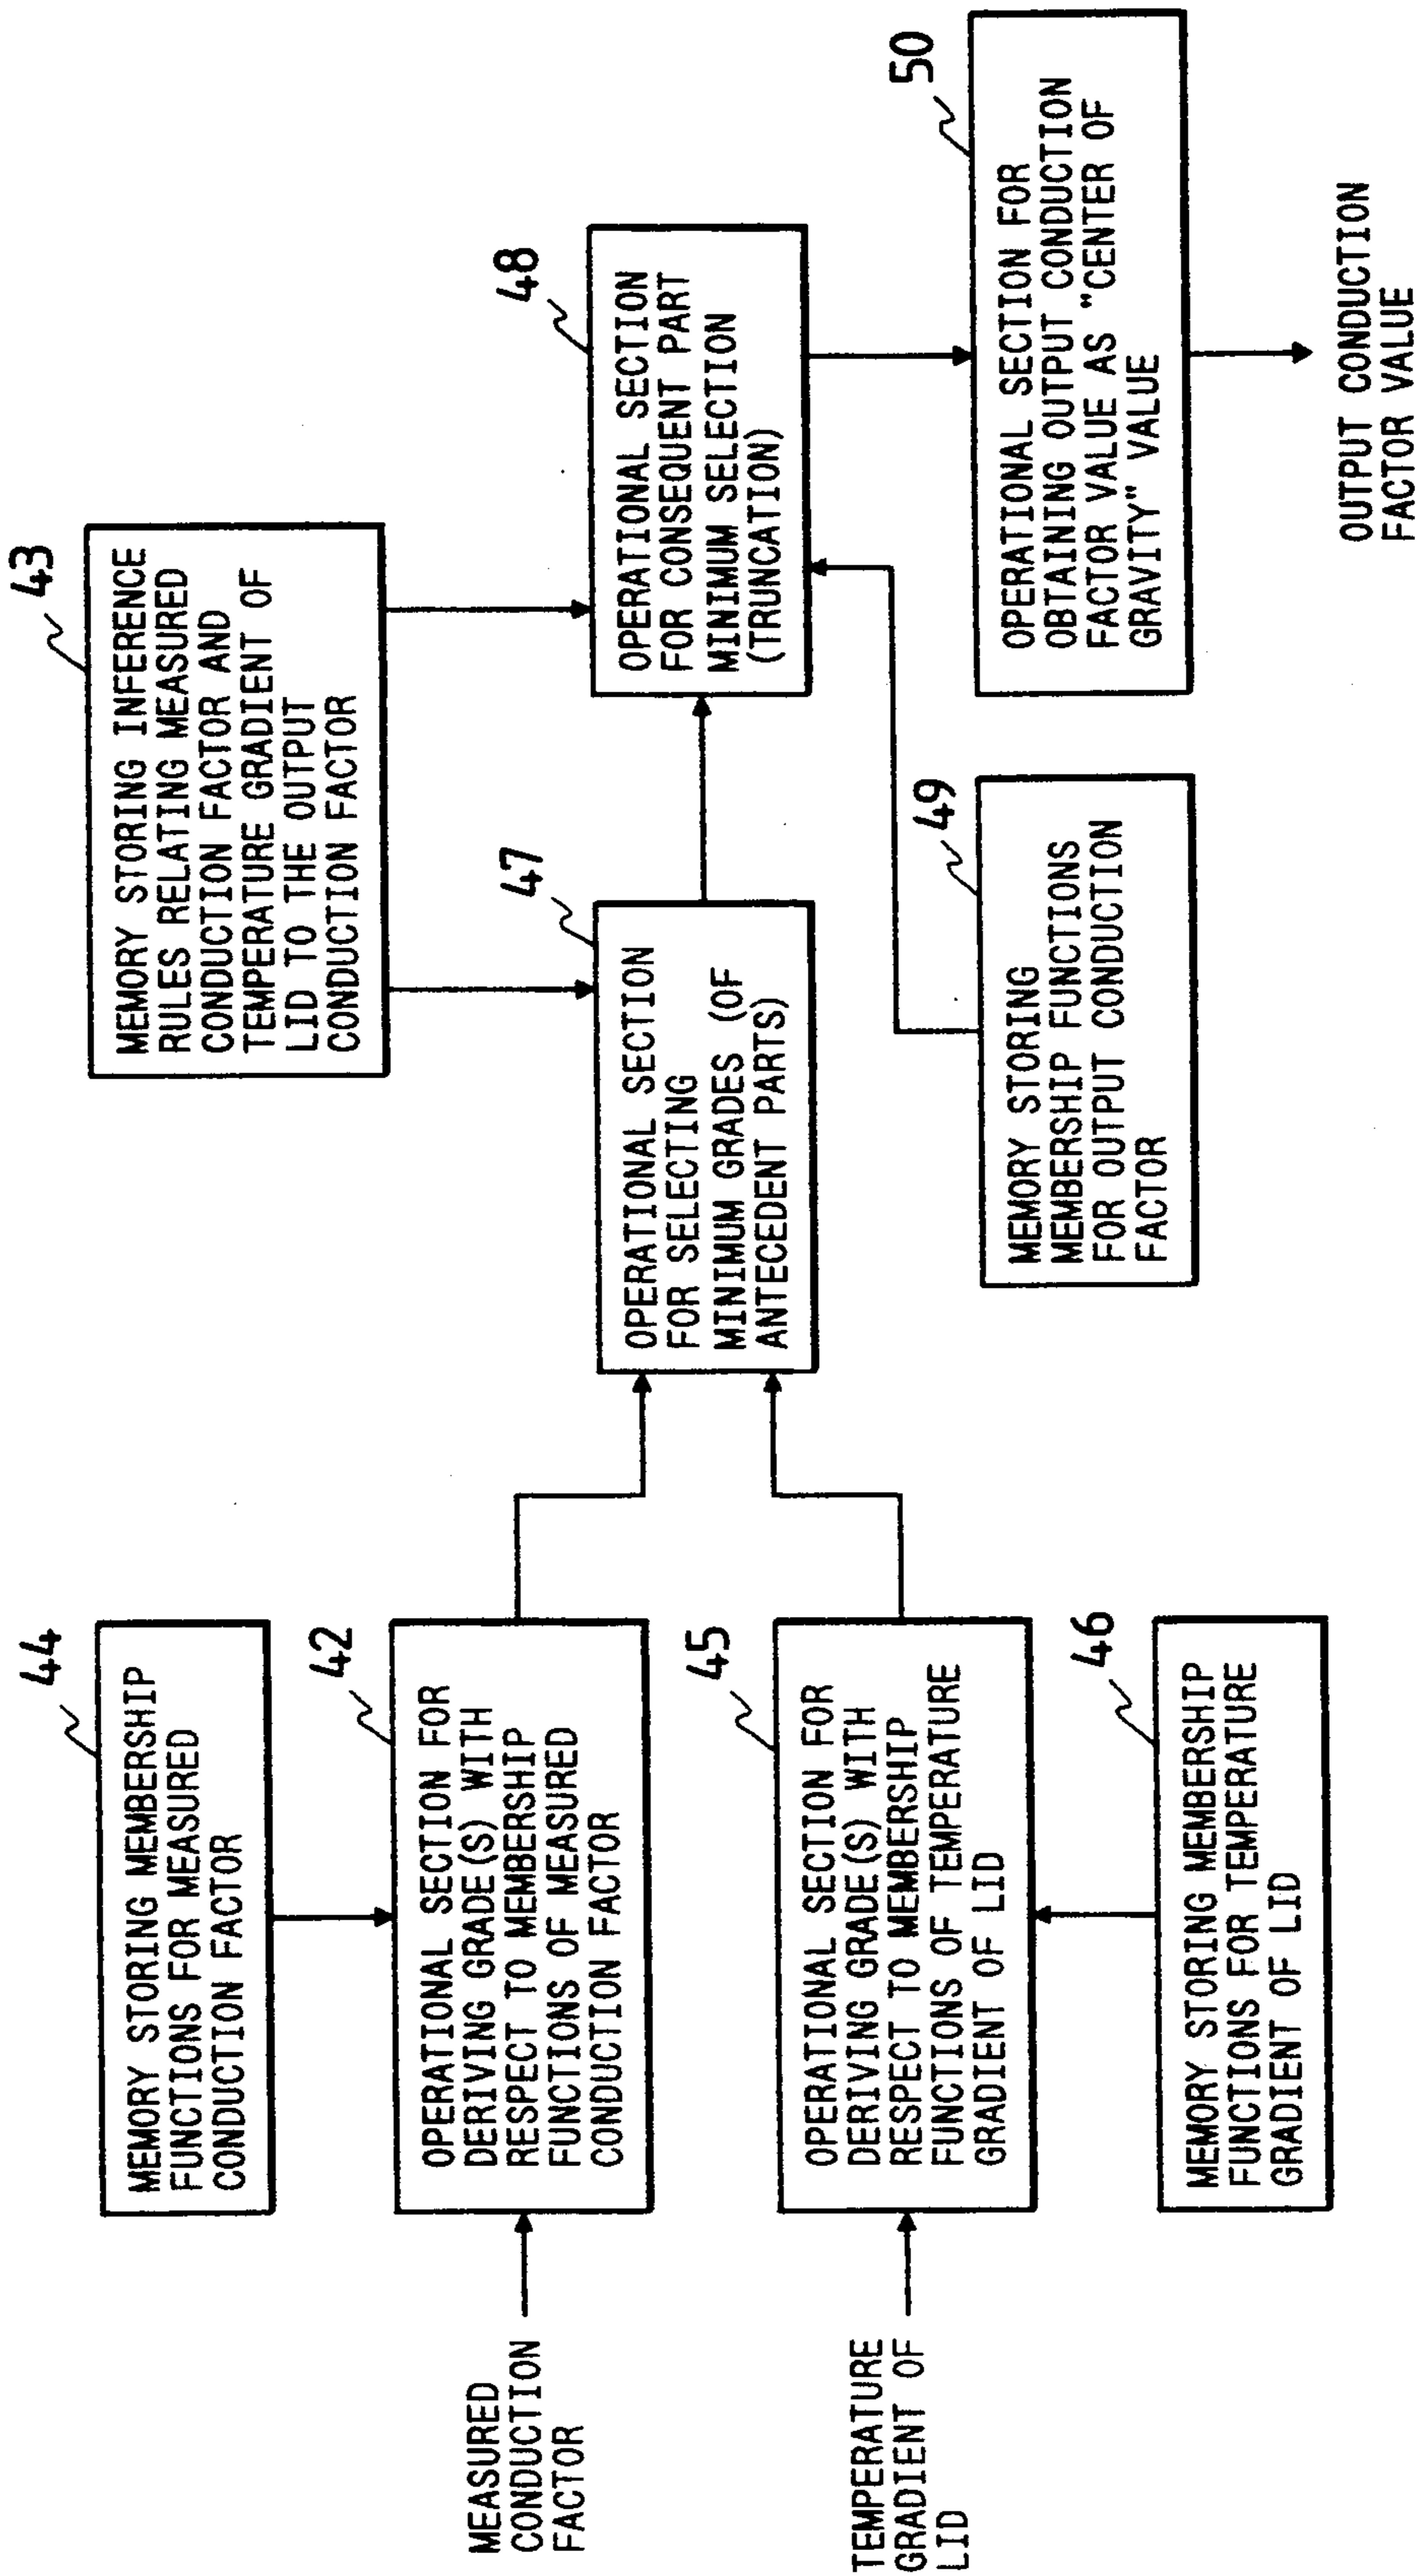 43
MEMORY STORING INFERENCE
RULES RELATING MEASURED
CONDUCTION FACTOR AND
TEMPERATURE GRADIENT OF
LID TO THE OUTPUT
CONDUCTION FACTOR
44
MEMORY STORING MEMBERSHIP
FUNCTIONS FOR MEASURED
CONDUCTION FACTOR
42
OPERATIONAL SECTION FOR
DERIVING GRADE(S) WITH
RESPECT TO MEMBERSHIP
FUNCTIONS OF MEASURED
CONDUCTION FACTOR
MEASURED
CONDUCTION
FACTOR
45
OPERATIONAL SECTION FOR
DERIVING GRADE(S) WITH
RESPECT TO MEMBERSHIP
FUNCTIONS OF TEMPERATURE
GRADIENT OF LID
TEMPERATURE
GRADIENT OF
LID
46
MEMORY STORING MEMBERSHIP
FUNCTIONS FOR TEMPERATURE
GRADIENT OF LID
47
OPERATIONAL SECTION
FOR SELECTING
MINIMUM GRADES (OF
ANTECEDENT PARTS)
48
OPERATIONAL SECTION
FOR CONSEQUENT PART
MINIMUM SELECTION
(TRUNCATION)
49
MEMORY STORING
MEMBERSHIP FUNCTIONS
FOR OUTPUT CONDUCTION
FACTOR
50
OPERATIONAL SECTION FOR
OBTAINING OUTPUT CONDUCTION
FACTOR VALUE AS "CENTER OF
GRAVITY" VALUE
OUTPUT CONDUCTION
FACTOR VALUE